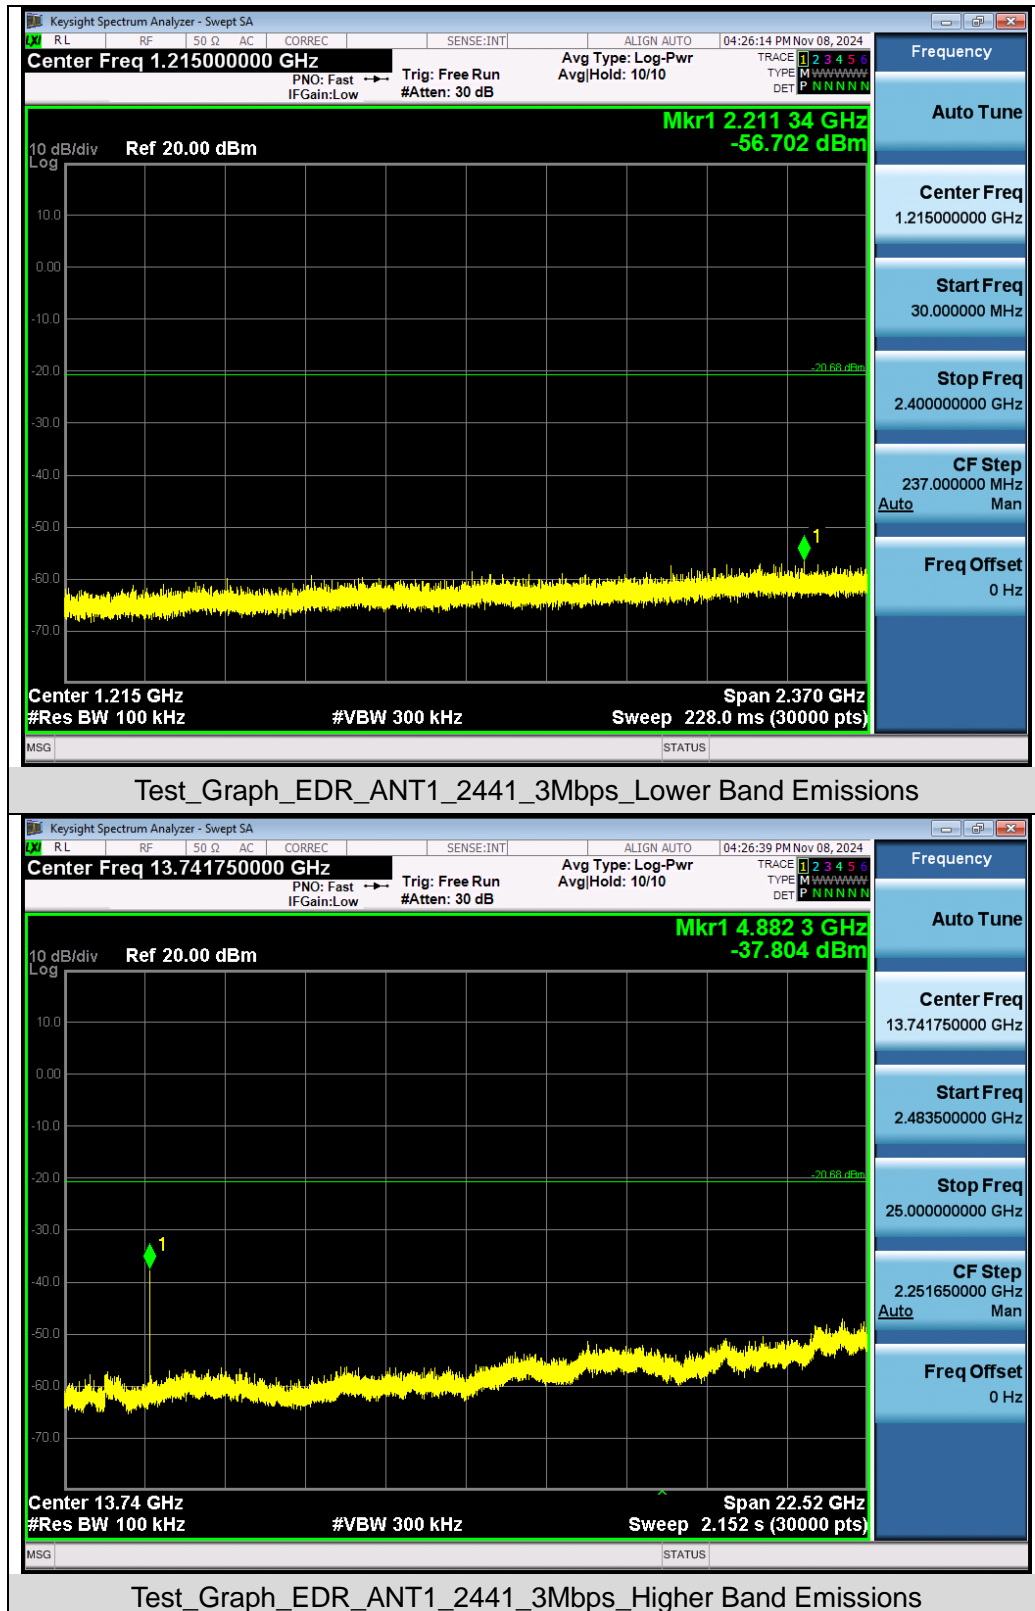 Keysight Spectrum Analyzer - Swept SA
LXI RL RF 50 Ω AC CORREC SENSE:INT ALIGN AUTO 04:26:14 PM Nov 08, 2024
Center Freq 1.215000000 GHz Avg Type: Log-Pwr TRACE 1 2 3 4 5 6
PNO: Fast Trig: Free Run Avg|Hold: 10/10 TYPE M WWWWW
IFGain:Low #Atten: 30 dB DET P N N N N N
Mkr1 2.211 34 GHz
-56.702 dBm
10 dB/div Ref 20.00 dBm
Log
10.0
0.00
-10.0
-20.0
-20.68 dBm
-30.0
-40.0
-50.0
1
-60.0
-70.0
Center 1.215 GHz Span 2.370 GHz
#Res BW 100 kHz #VBW 300 kHz Sweep 228.0 ms (30000 pts)
MSG STATUS
Frequency
Auto Tune
Center Freq
1.215000000 GHz
Start Freq
30.000000 MHz
Stop Freq
2.400000000 GHz
CF Step
237.000000 MHz
Auto Man
Freq Offset
0 Hz
Test_Graph_EDR_ANT1_2441_3Mbps_Lower Band Emissions
Keysight Spectrum Analyzer - Swept SA
LXI RL RF 50 Ω AC CORREC SENSE:INT ALIGN AUTO 04:26:39 PM Nov 08, 2024
Center Freq 13.741750000 GHz Avg Type: Log-Pwr TRACE 1 2 3 4 5 6
PNO: Fast Trig: Free Run Avg|Hold: 10/10 TYPE M WWWWW
IFGain:Low #Atten: 30 dB DET P N N N N N
Mkr1 4.882 3 GHz
-37.804 dBm
10 dB/div Ref 20.00 dBm
Log
10.0
0.00
-10.0
-20.0
-20.68 dBm
-30.0
1
-40.0
-50.0
-60.0
-70.0
Center 13.74 GHz Span 22.52 GHz
#Res BW 100 kHz #VBW 300 kHz Sweep 2.152 s (30000 pts)
MSG STATUS
Frequency
Auto Tune
Center Freq
13.741750000 GHz
Start Freq
2.483500000 GHz
Stop Freq
25.000000000 GHz
CF Step
2.251650000 GHz
Auto Man
Freq Offset
0 Hz
Test_Graph_EDR_ANT1_2441_3Mbps_Higher Band Emissions